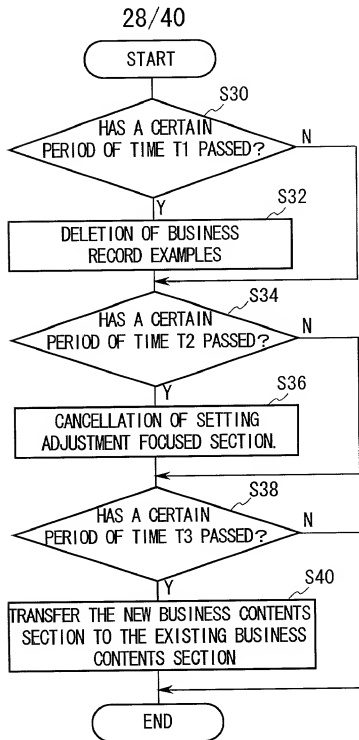 28/40
START
S30
HAS A CERTAIN
PERIOD OF TIME T1 PASSED?
N
Y
S32
DELETION OF BUSINESS
RECORD EXAMPLES
S34
HAS A CERTAIN
PERIOD OF TIME T2 PASSED?
N
Y
S36
CANCELLATION OF SETTING
ADJUSTMENT FOCUSED SECTION.
S38
HAS A CERTAIN
PERIOD OF TIME T3 PASSED?
N
Y
S40
TRANSFER THE NEW BUSINESS CONTENTS
SECTION TO THE EXISTING BUSINESS
CONTENTS SECTION
END